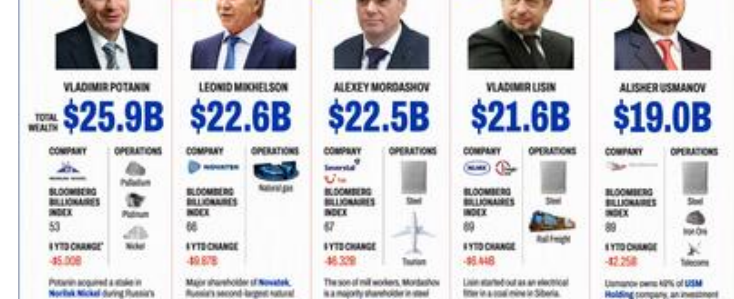 VLADIMIR POTANIN
TOTAL WEALTH $25.9B
COMPANY OPERATIONS
Palladium
BLOOMBERG
BILLIONAIRES
INDEX
53
Platinum
Nickel
$ YTD CHANGE*
-$5.00B
Potanin acquired a stake in
Norilsk Nickel during Russia's
LEONID MIKHELSON
$22.6B
COMPANY OPERATIONS
NOVATEK
Natural gas
BLOOMBERG
BILLIONAIRES
INDEX
66
$ YTD CHANGE
-$9.87B
Major shareholder of Novatek,
Russia's second-largest natural
ALEXEY MORDASHOV
$22.5B
COMPANY OPERATIONS
Severstal
Steel
BLOOMBERG
BILLIONAIRES
INDEX
67
Tourism
$ YTD CHANGE
-$6.32B
The son of mill workers, Mordashov
is a majority shareholder in steel
VLADIMIR LISIN
$21.6B
COMPANY OPERATIONS
NLMK
Steel
BLOOMBERG
BILLIONAIRES
INDEX
69
Rail Freight
$ YTD CHANGE
-$6.44B
Lisin started out as an electrical
fitter in a coal mine in Siberia.
ALISHER USMANOV
$19.0B
COMPANY OPERATIONS
Steel
BLOOMBERG
BILLIONAIRES
INDEX
Iron Ore
Telecoms
$ YTD CHANGE
-$2.25B
Usmanov owns 49% of USM
Holding company, an investment